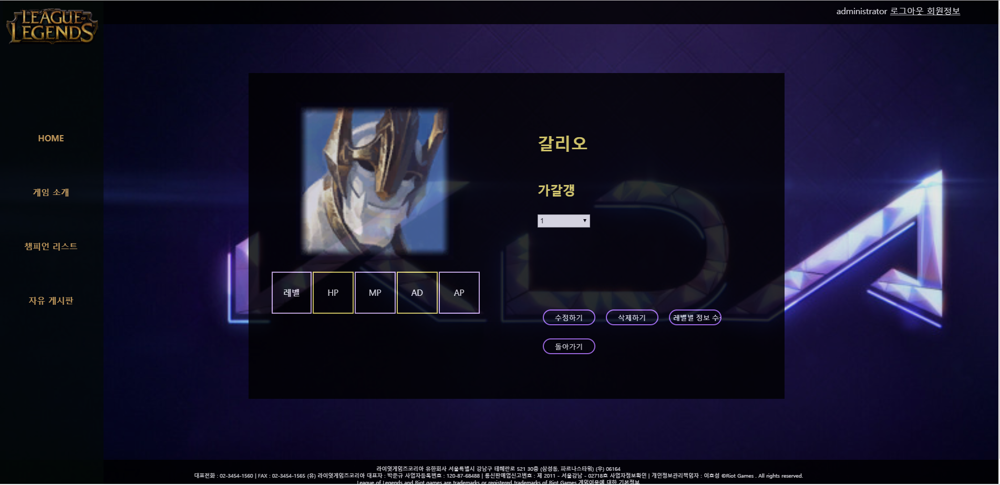 LEAGUE OF
LEGENDS
administrator 로그아웃 회원정보
HOME
게임 소개
챔피언 리스트
자유 게시판
갈리오
가갈갱
1
레벨
HP
MP
AD
AP
수정하기
삭제하기
레벨별 정보
돌아가기
라이엇게임즈코리아 유한회사 서울특별시 강남구 테헤란로 521 30층 (삼성동, 파르나스타워) (우) 06164
대표전화 : 02-3454-1560 | FAX : 02-3454-1565 (유) 라이엇게임즈코리아 대표자 : 박준규 사업자등록번호 : 120-87-68488 | 통신판매업신고번호 : 제 2011 - 서울강남 - 02718호 사업자정보확인 | 개인정보관리책임자 : 이효성 ©Riot Games . All rights reserved.
League of Legends and Riot games are trademarks or registered trademarks of Riot Games 게임이용에 대한 기본정보